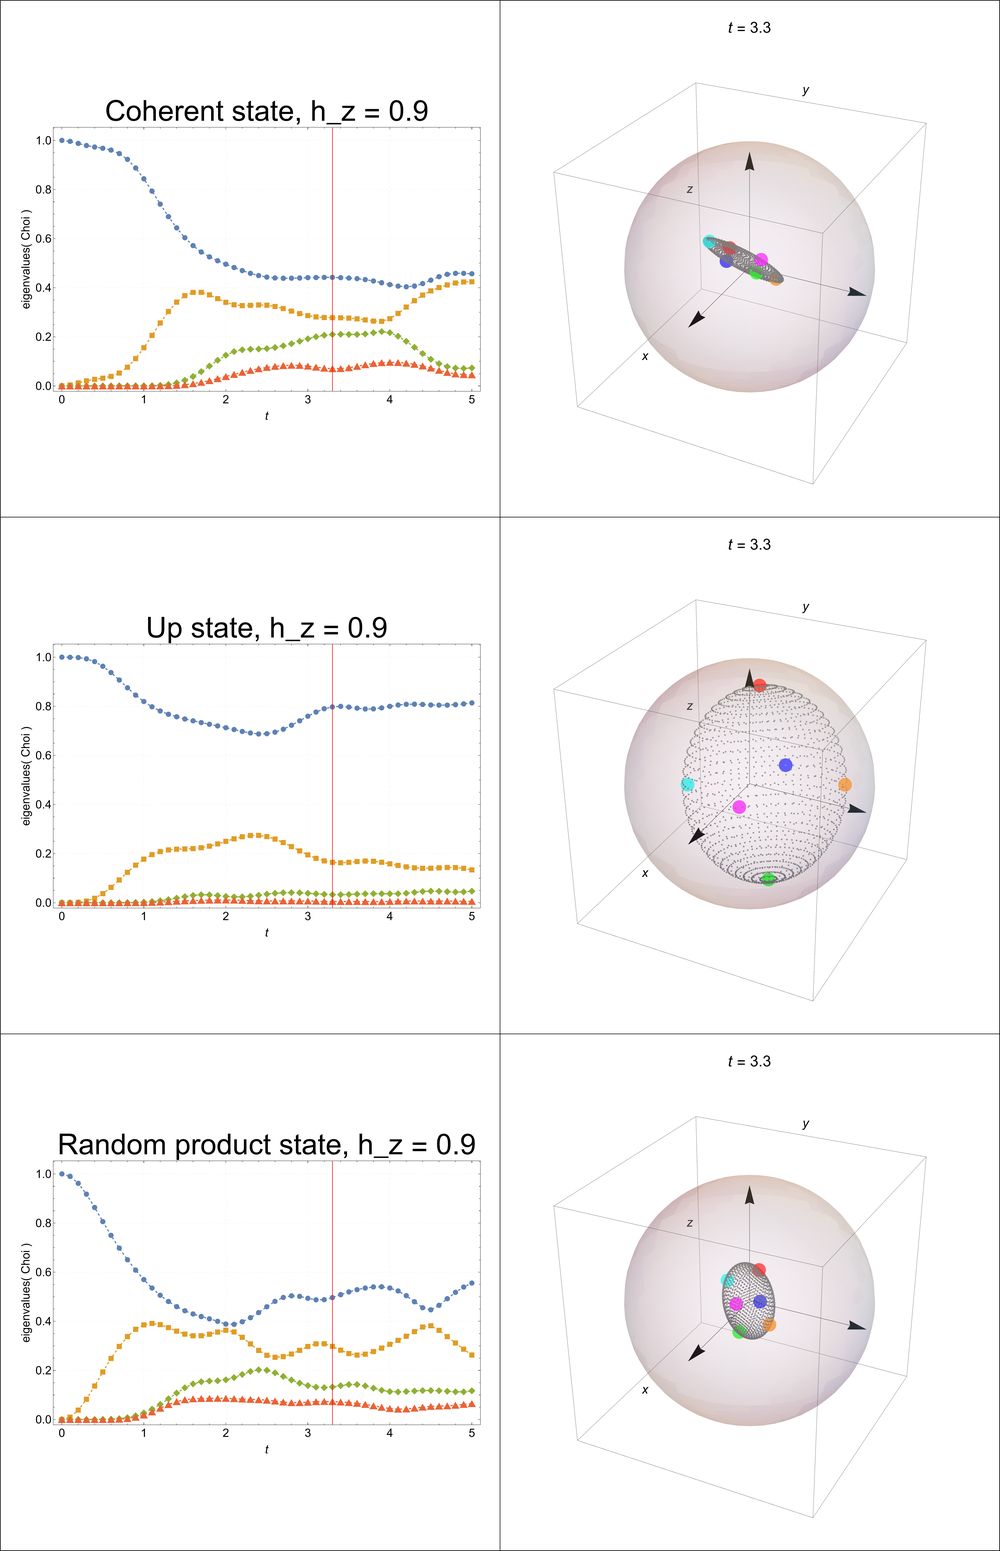 Coherent state, h_z = 0.9
eigenvalues( Choi )
1.0
0.8
0.6
0.4
0.2
0.0
0 1 2 3 4 5
t
t = 3.3
y
z
x
Up state, h_z = 0.9
eigenvalues( Choi )
1.0
0.8
0.6
0.4
0.2
0.0
0 1 2 3 4 5
t
t = 3.3
y
z
x
Random product state, h_z = 0.9
eigenvalues( Choi )
1.0
0.8
0.6
0.4
0.2
0.0
0 1 2 3 4 5
t
t = 3.3
y
z
x